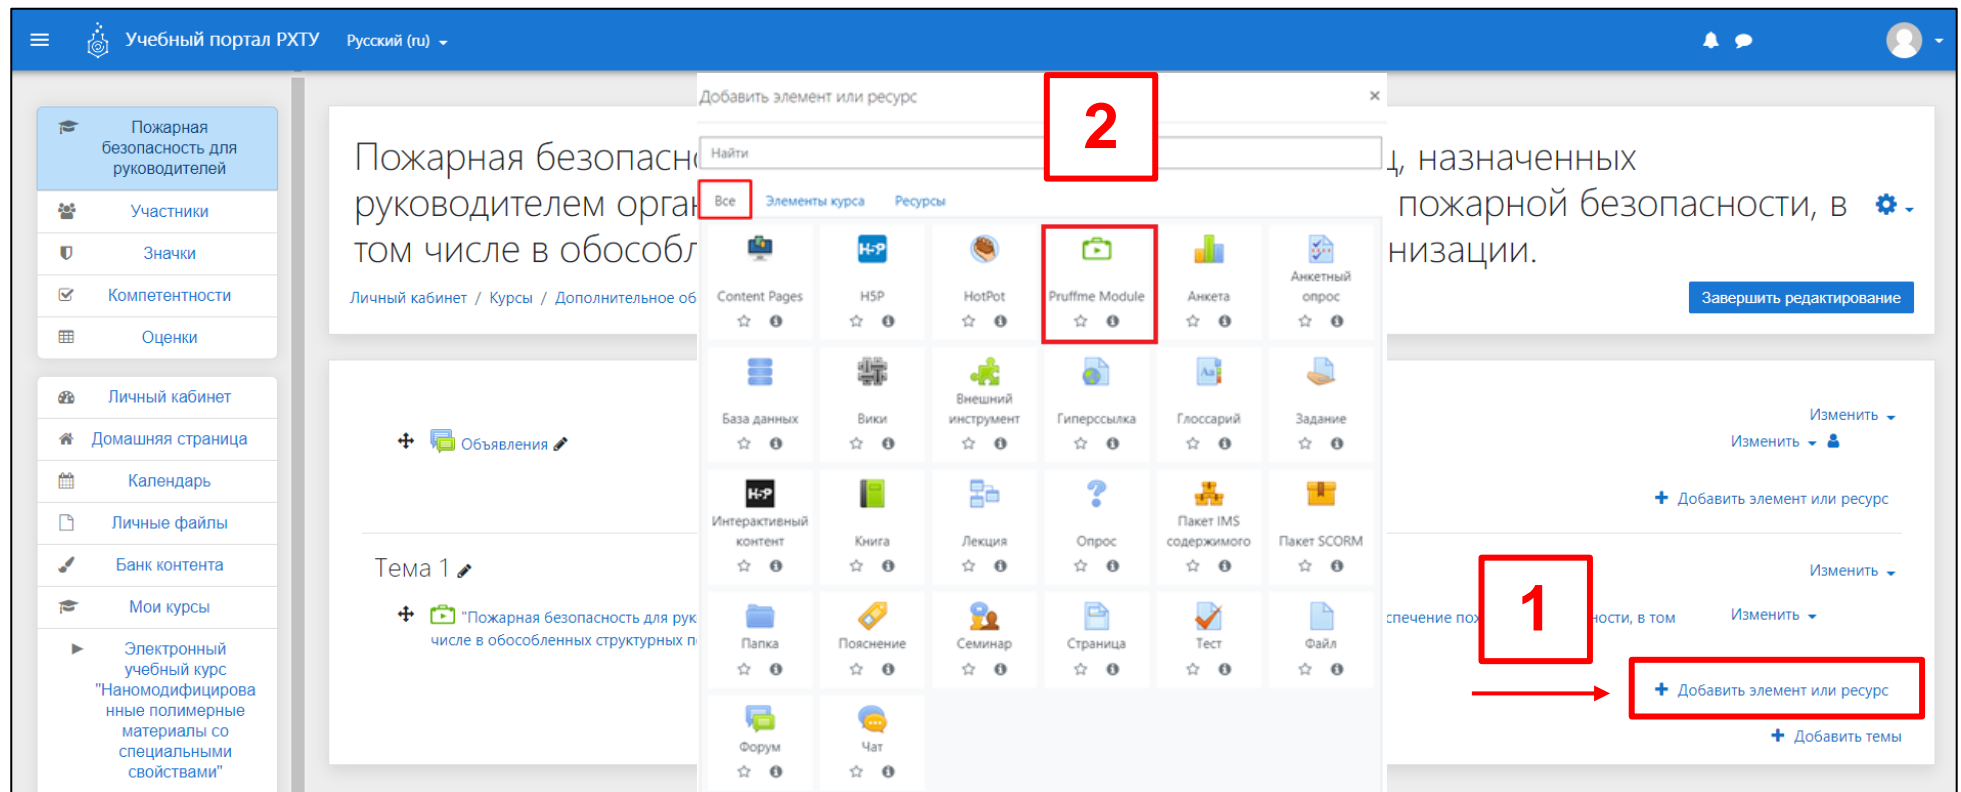 Учебный портал РХТУ Русский (ru)
Пожарная
безопасность для
руководителей
Участники
Значки
Компетентности
Оценки
Личный кабинет
Домашняя страница
Календарь
Личные файлы
Банк контента
Мои курсы
Электронный
учебный курс
"Наномодифицирова
нные полимерные
материалы со
специальными
свойствами"
Пожарная безопасн
руководителем орган
том числе в обособл
, назначенных
пожарной безопасности, в
низации.
Личный кабинет / Курсы / Дополнительное об
Завершить редактирование
Объявления
Изменить
Изменить
Добавить элемент или ресурс
Тема 1
Изменить
"Пожарная безопасность для рук
числе в обособленных структурных п
спечение пож
ности, в том
Изменить
1
Добавить элемент или ресурс
Добавить темы
Добавить элемент или ресурс
×
2
Найти
Все Элементы курса Ресурсы
Content Pages
H5P
H5P
HotPot
Pruffme Module
Анкета
Анкетный
опрос
База данных
Вики
Внешний
инструмент
Гиперссылка
Aa
Глоссарий
Задание
H5P
Интерактивный
контент
Книга
Лекция
?
Опрос
Пакет IMS
содержимого
Пакет SCORM
Папка
Пояснение
Семинар
Страница
Тест
Файл
Форум
Чат